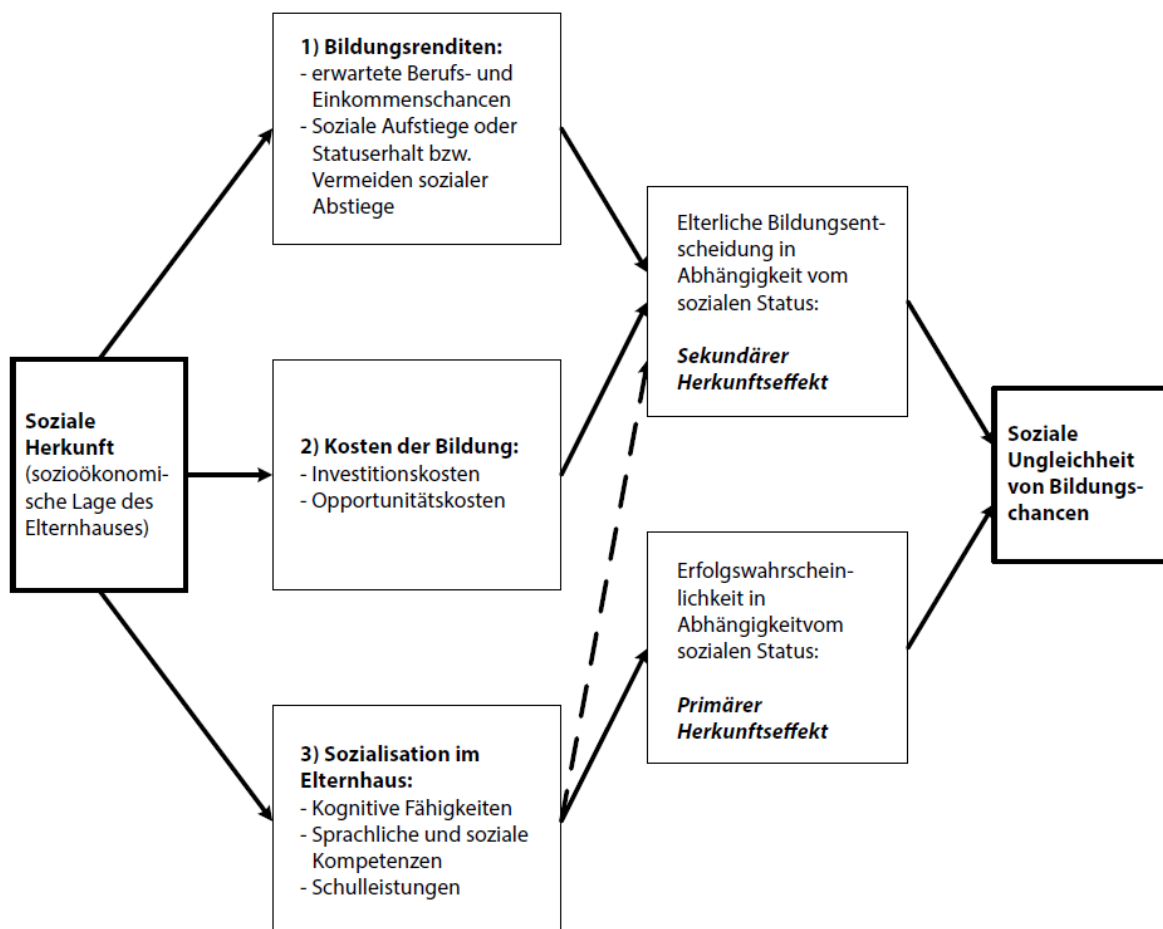 1) Bildungsrenditen:
- erwartete Berufs- und
Einkommenschancen
- Soziale Aufstiege oder
Statuserhalt bzw.
Vermeiden sozialer
Abstiege
Elterliche Bildungsent-
scheidung in
Abhängigkeit vom
sozialen Status:
Sekundärer
Herkunftseffekt
Soziale
Herkunft
(sozioökonomi-
sche Lage des
Elternhauses)
2) Kosten der Bildung:
- Investitionskosten
- Opportunitätskosten
Soziale
Ungleichheit
von Bildungs-
chancen
Erfolgswahrschein-
lichkeit in
Abhängigkeitvom
sozialen Status:
Primärer
Herkunftseffekt
3) Sozialisation im
Elternhaus:
- Kognitive Fähigkeiten
- Sprachliche und soziale
Kompetenzen
- Schulleistungen